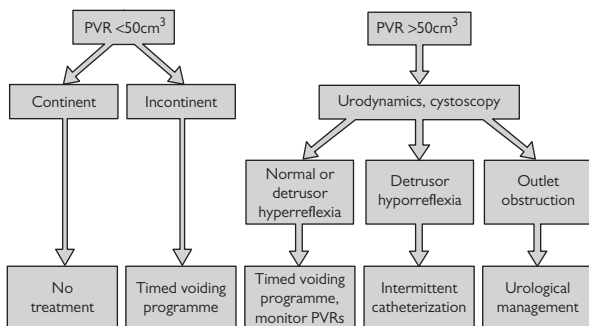 PVR <50cm³
PVR >50cm³
Continent
Incontinent
Urodynamics, cystoscopy
Normal or
detrusor
hyperreflexia
Detrusor
hyporreflexia
Outlet
obstruction
No
treatment
Timed voiding
programme
Timed voiding
programme,
monitor PVRs
Intermittent
catheterization
Urological
management